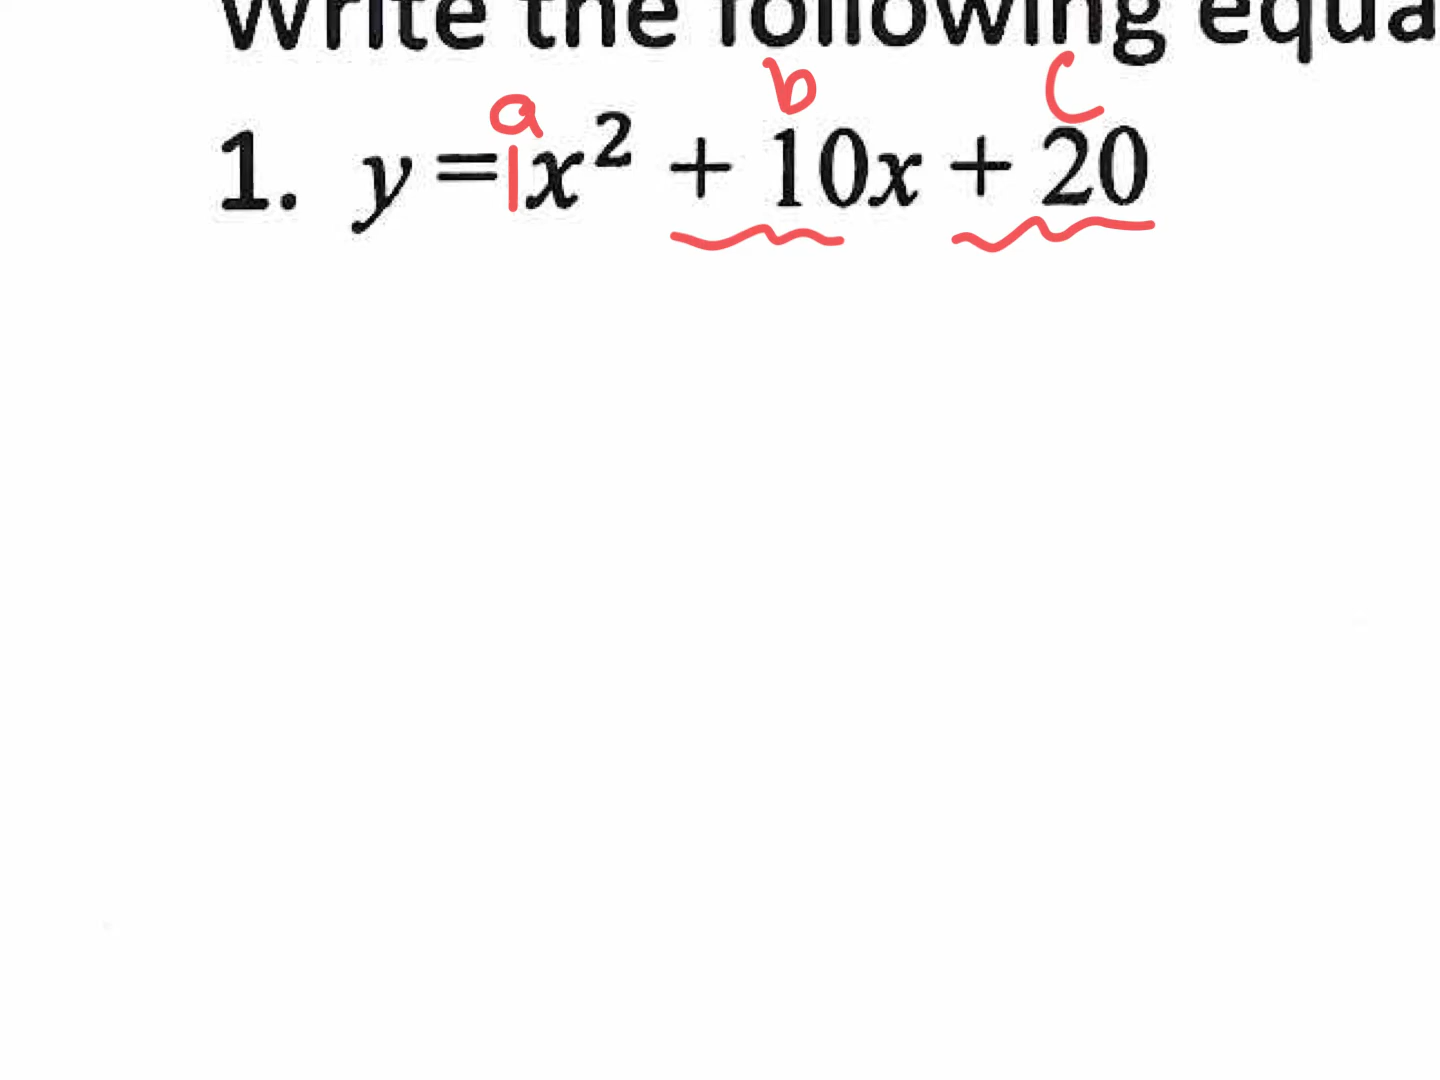 Write the following equa
a b c
1. y = 1x² + 10x + 20